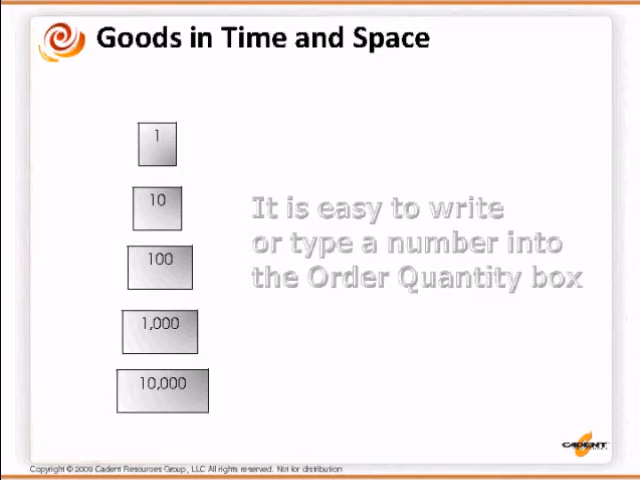 Goods in Time and Space
1
10
100
1,000
10,000
It is easy to write
or type a number into
the Order Quantity box
CADENT
Copyright © 2009 Cadent Resources Group, LLC All rights reserved. Not for distribution